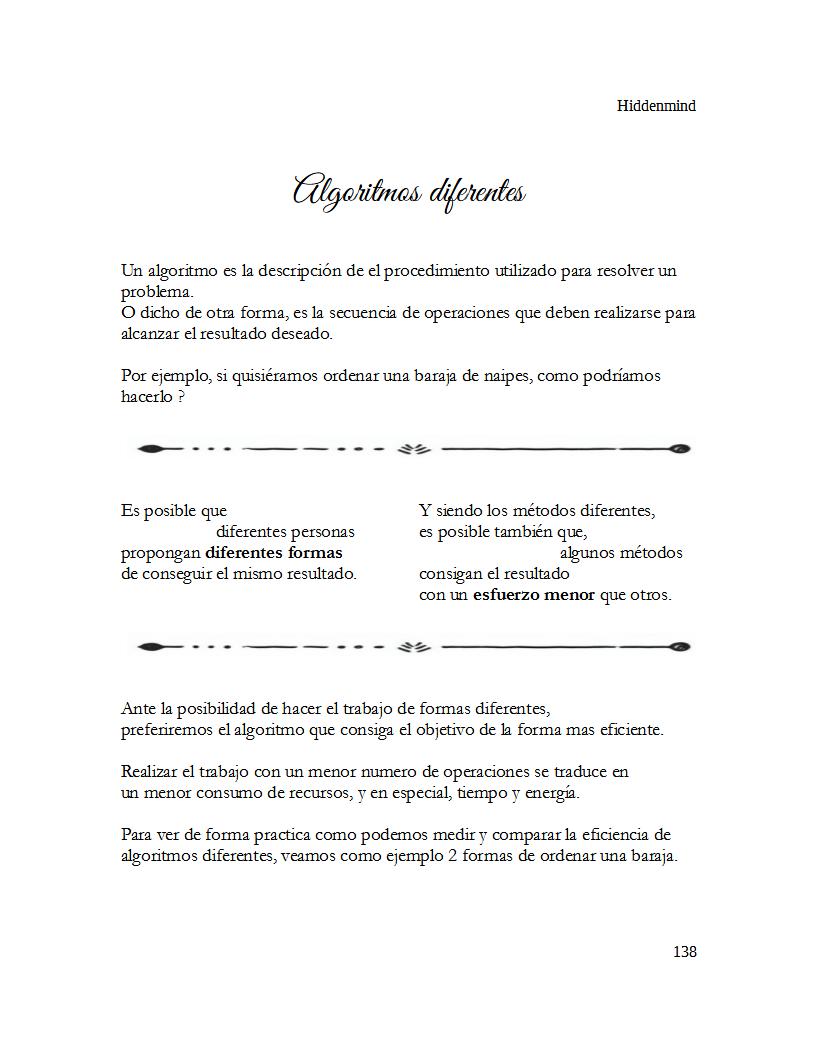 Hiddenmind
Algoritmos diferentes
Un algoritmo es la descripción de el procedimiento utilizado para resolver un
problema.
O dicho de otra forma, es la secuencia de operaciones que deben realizarse para
alcanzar el resultado deseado.
Por ejemplo, si quisiéramos ordenar una baraja de naipes, como podríamos
hacerlo ?
Es posible que
diferentes personas
propongan diferentes formas
de conseguir el mismo resultado.
Y siendo los métodos diferentes,
es posible también que,
algunos métodos
consigan el resultado
con un esfuerzo menor que otros.
Ante la posibilidad de hacer el trabajo de formas diferentes,
preferiremos el algoritmo que consiga el objetivo de la forma mas eficiente.
Realizar el trabajo con un menor numero de operaciones se traduce en
un menor consumo de recursos, y en especial, tiempo y energía.
Para ver de forma practica como podemos medir y comparar la eficiencia de
algoritmos diferentes, veamos como ejemplo 2 formas de ordenar una baraja.
138